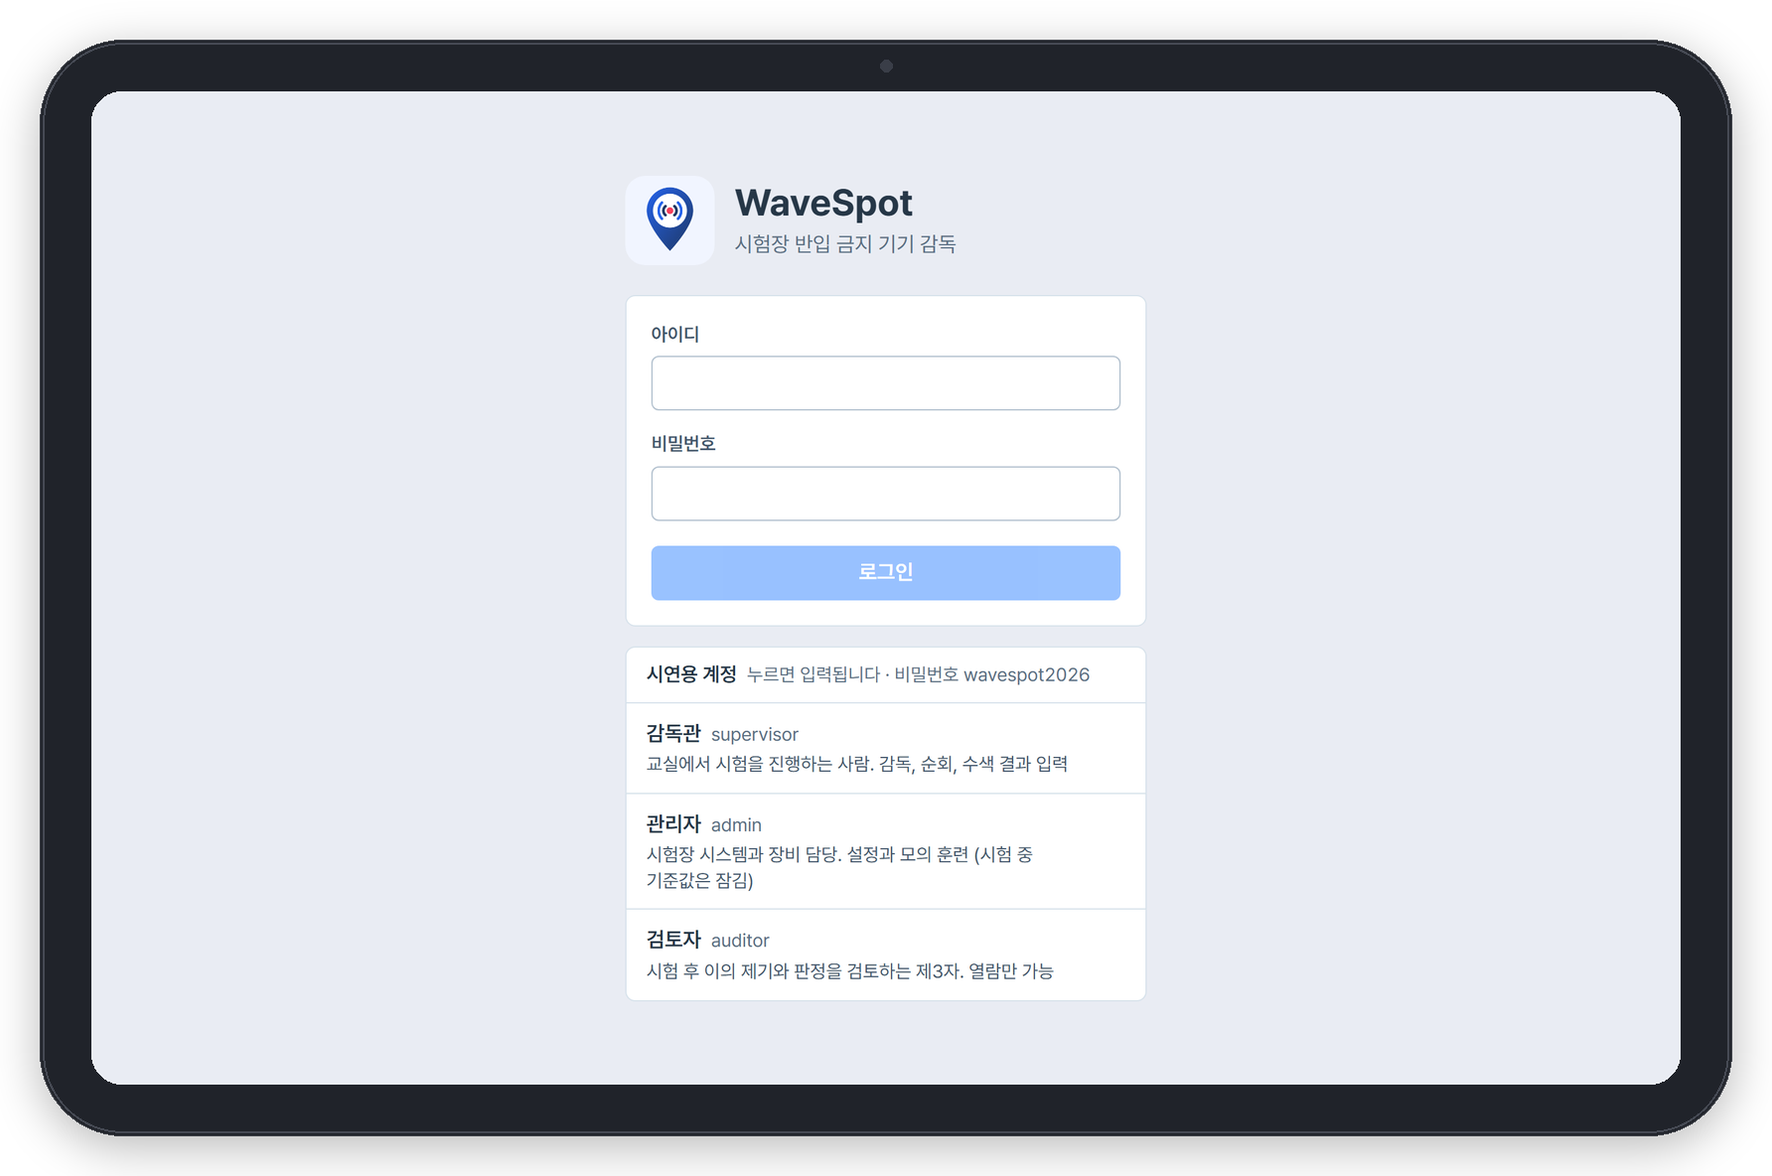 WaveSpot
시험장 반입 금지 기기 감독
아이디
비밀번호
로그인
시연용 계정 누르면 입력됩니다 · 비밀번호 wavespot2026
감독관 supervisor
교실에서 시험을 진행하는 사람. 감독, 순회, 수색 결과 입력
관리자 admin
시험장 시스템과 장비 담당. 설정과 모의 훈련 (시험 중
기준값은 잠김)
검토자 auditor
시험 후 이의 제기와 판정을 검토하는 제3자. 열람만 가능